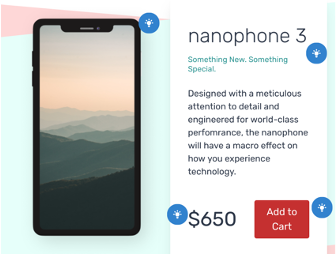 nanophone 3
Something New. Something
Special.
Designed with a meticulous
attention to detail and
engineered for world-class
perfomrance, the nanophone
will have a macro effect on
how you experience
technology.
$650
Add to
Cart